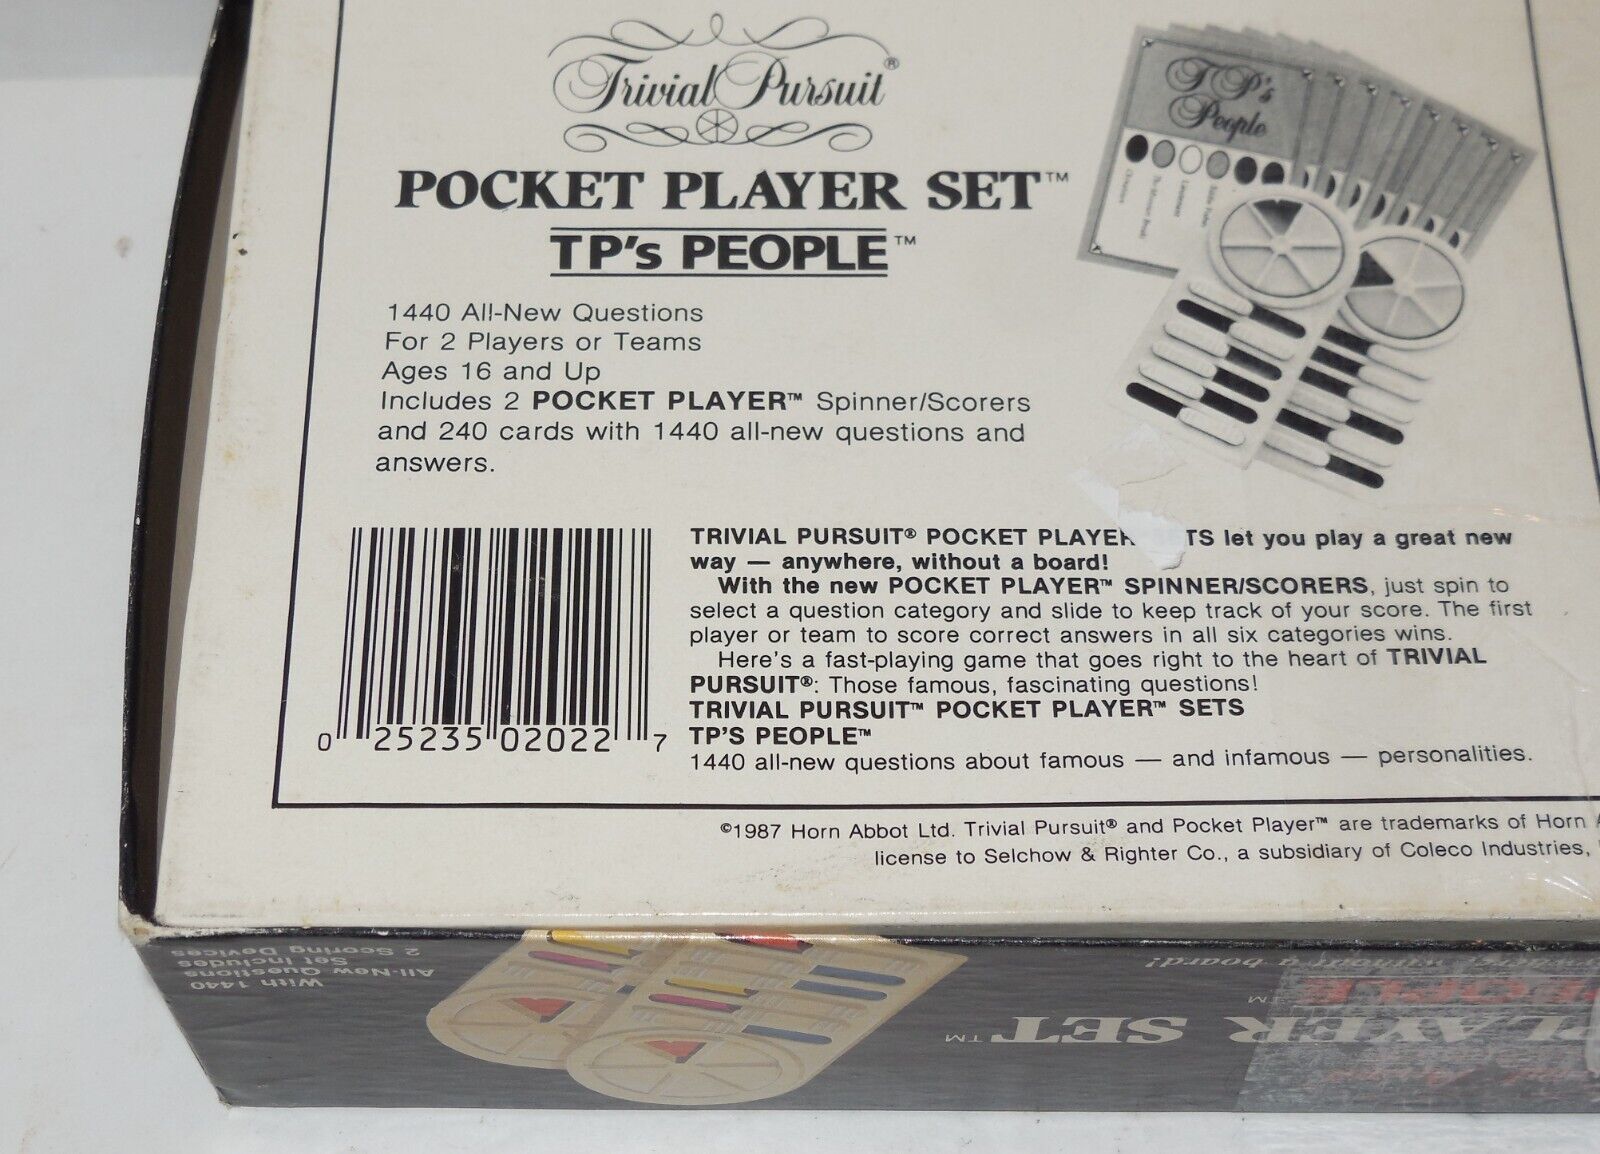 Trivial Pursuit®
POCKET PLAYER SET™
TP's PEOPLE™
TP's
People
1440 All-New Questions
For 2 Players or Teams
Ages 16 and Up
Includes 2 POCKET PLAYER™ Spinner/Scorers
and 240 cards with 1440 all-new questions and
answers.
TRIVIAL PURSUIT® POCKET PLAYER TS let you play a great new
way — anywhere, without a board!
With the new POCKET PLAYER™ SPINNER/SCORERS, just spin to
select a question category and slide to keep track of your score. The first
player or team to score correct answers in all six categories wins.
Here's a fast-playing game that goes right to the heart of TRIVIAL
PURSUIT®: Those famous, fascinating questions!
TRIVIAL PURSUIT™ POCKET PLAYER™ SETS
TP'S PEOPLE™
1440 all-new questions about famous — and infamous — personalities.
0 25235 02022 7
©1987 Horn Abbot Ltd. Trivial Pursuit® and Pocket Player™ are trademarks of Horn
license to Selchow & Righter Co., a subsidiary of Coleco Industries,
With 1440
All-New Questions
Set Includes
2 Scoring Devices
PLAYER SET™
PEOPLE™
without a board!